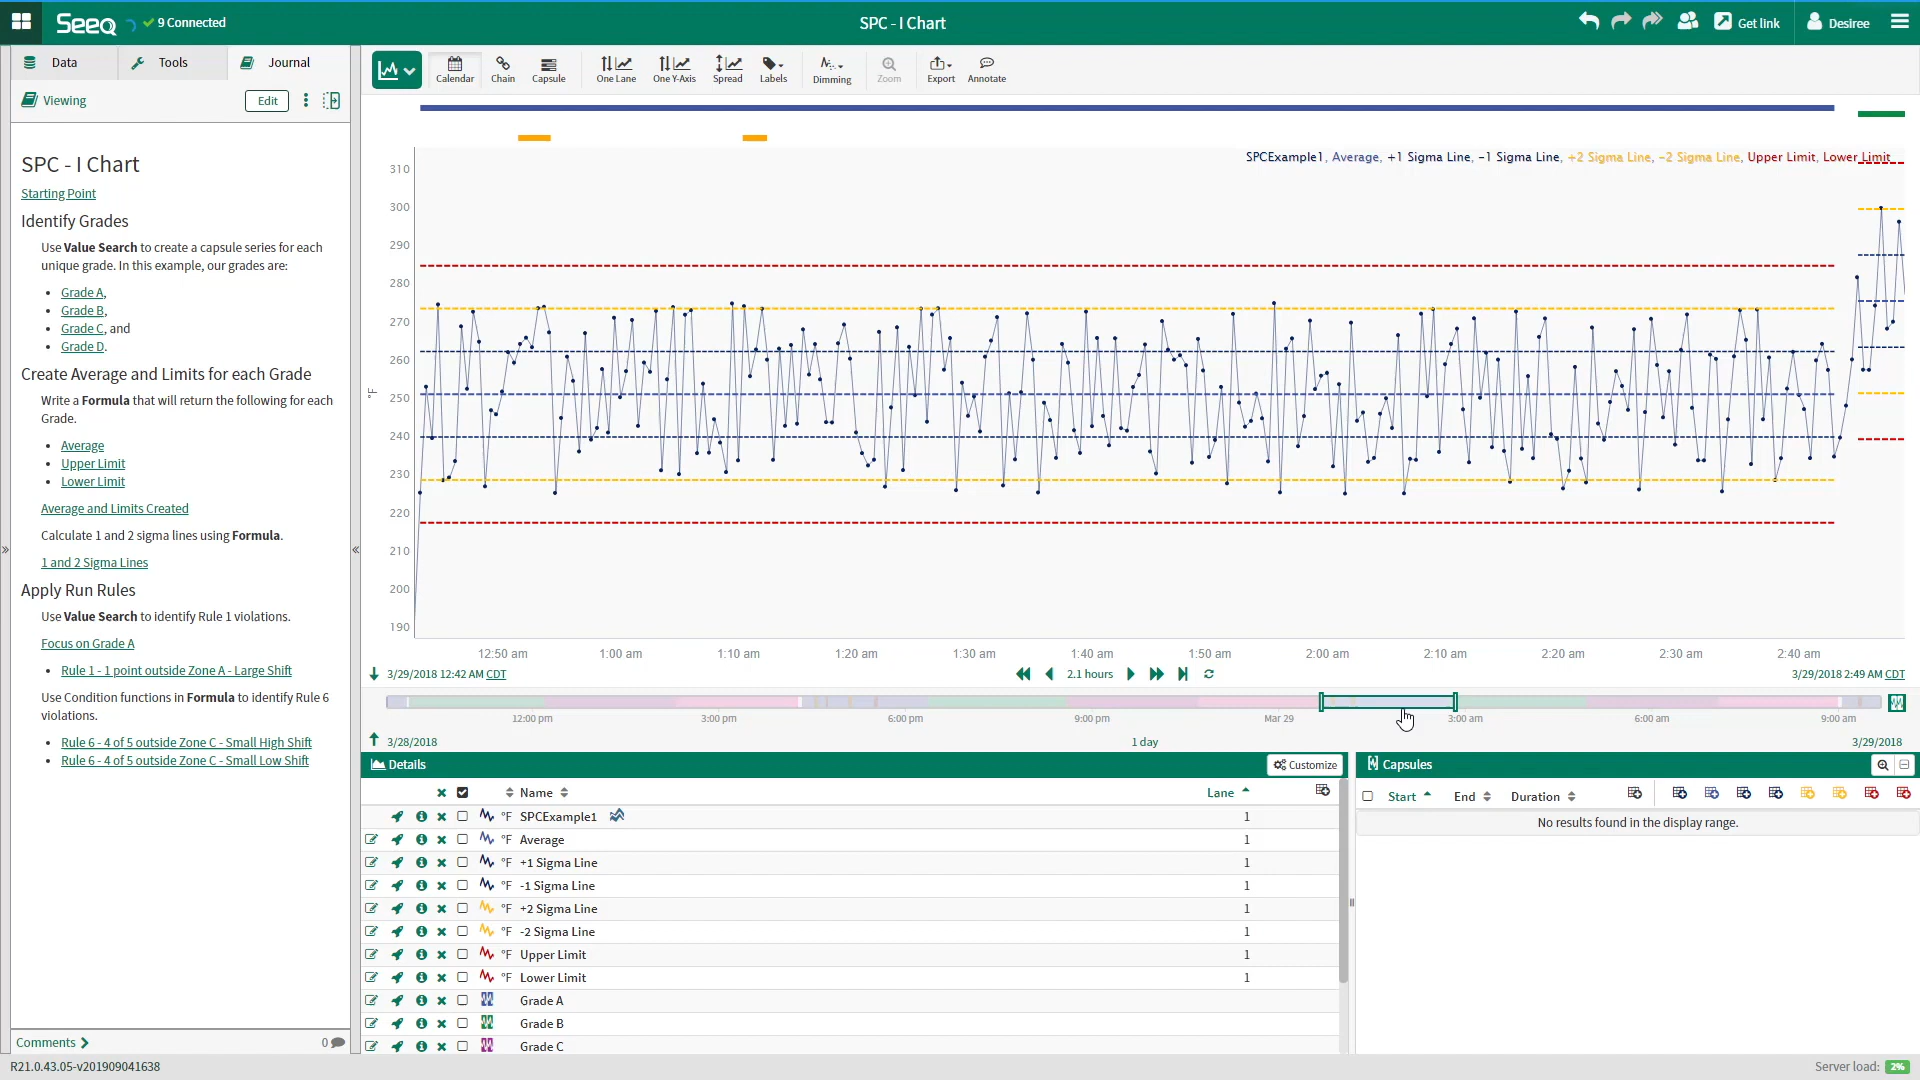 Seeq
9 Connected
SPC - I Chart
Get link
Desiree
Data
Tools
Journal
Viewing
Edit
SPC - I Chart
Starting Point
Identify Grades
Use Value Search to create a capsule series for each
unique grade. In this example, our grades are:
• Grade A,
• Grade B,
• Grade C, and
• Grade D.
Create Average and Limits for each Grade
Write a Formula that will return the following for each
Grade.
• Average
• Upper Limit
• Lower Limit
Average and Limits Created
Calculate 1 and 2 sigma lines using Formula.
1 and 2 Sigma Lines
Apply Run Rules
Use Value Search to identify Rule 1 violations.
Focus on Grade A
• Rule 1 - 1 point outside Zone A - Large Shift
Use Condition functions in Formula to identify Rule 6
violations.
• Rule 6 - 4 of 5 outside Zone C - Small High Shift
• Rule 6 - 4 of 5 outside Zone C - Small Low Shift
Comments
0
R21.0.43.05-v201909041638
Calendar
Chain
Capsule
One Lane
One Y-Axis
Spread
Labels
Dimming
Zoom
Export
Annotate
SPCExample1, Average, +1 Sigma Line, -1 Sigma Line, +2 Sigma Line, -2 Sigma Line, Upper Limit, Lower Limit
310
300
290
280
270
260
250
240
230
220
210
200
190
°F
12:50 am
1:00 am
1:10 am
1:20 am
1:30 am
1:40 am
1:50 am
2:00 am
2:10 am
2:20 am
2:30 am
2:40 am
3/29/2018 12:42 AM CDT
2.1 hours
3/29/2018 2:49 AM CDT
12:00 pm
3:00 pm
6:00 pm
9:00 pm
Mar 29
3:00 am
6:00 am
9:00 am
3/28/2018
1 day
3/29/2018
Details
Customize
Name
Lane
°F SPCExample1 1
°F Average 1
°F +1 Sigma Line 1
°F -1 Sigma Line 1
°F +2 Sigma Line 1
°F -2 Sigma Line 1
°F Upper Limit 1
°F Lower Limit 1
Grade A
Grade B
Grade C
Capsules
Start
End
Duration
No results found in the display range.
Server load: 2%